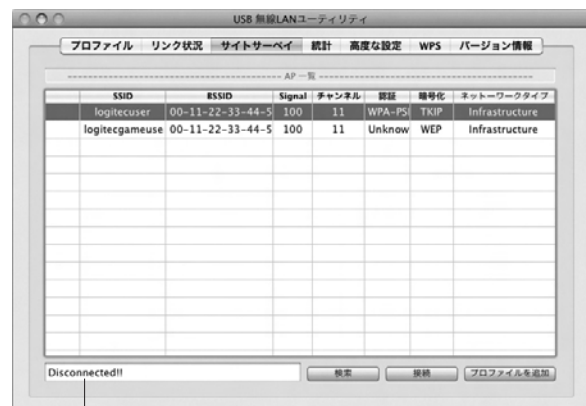 USB 無線LANユーティリティ
プロファイル リンク状況 サイトサーベイ 統計 高度な設定 WPS バージョン情報
AP 一覧
SSID BSSID Signal チャンネル 認証 暗号化 ネットワークタイプ
logitecuser 00-11-22-33-44-5 100 11 WPA-PSI TKIP Infrastructure
logitecgameuse 00-11-22-33-44-5 100 11 Unknow WEP Infrastructure
Disconnected!! 検索 接続 プロファイルを追加